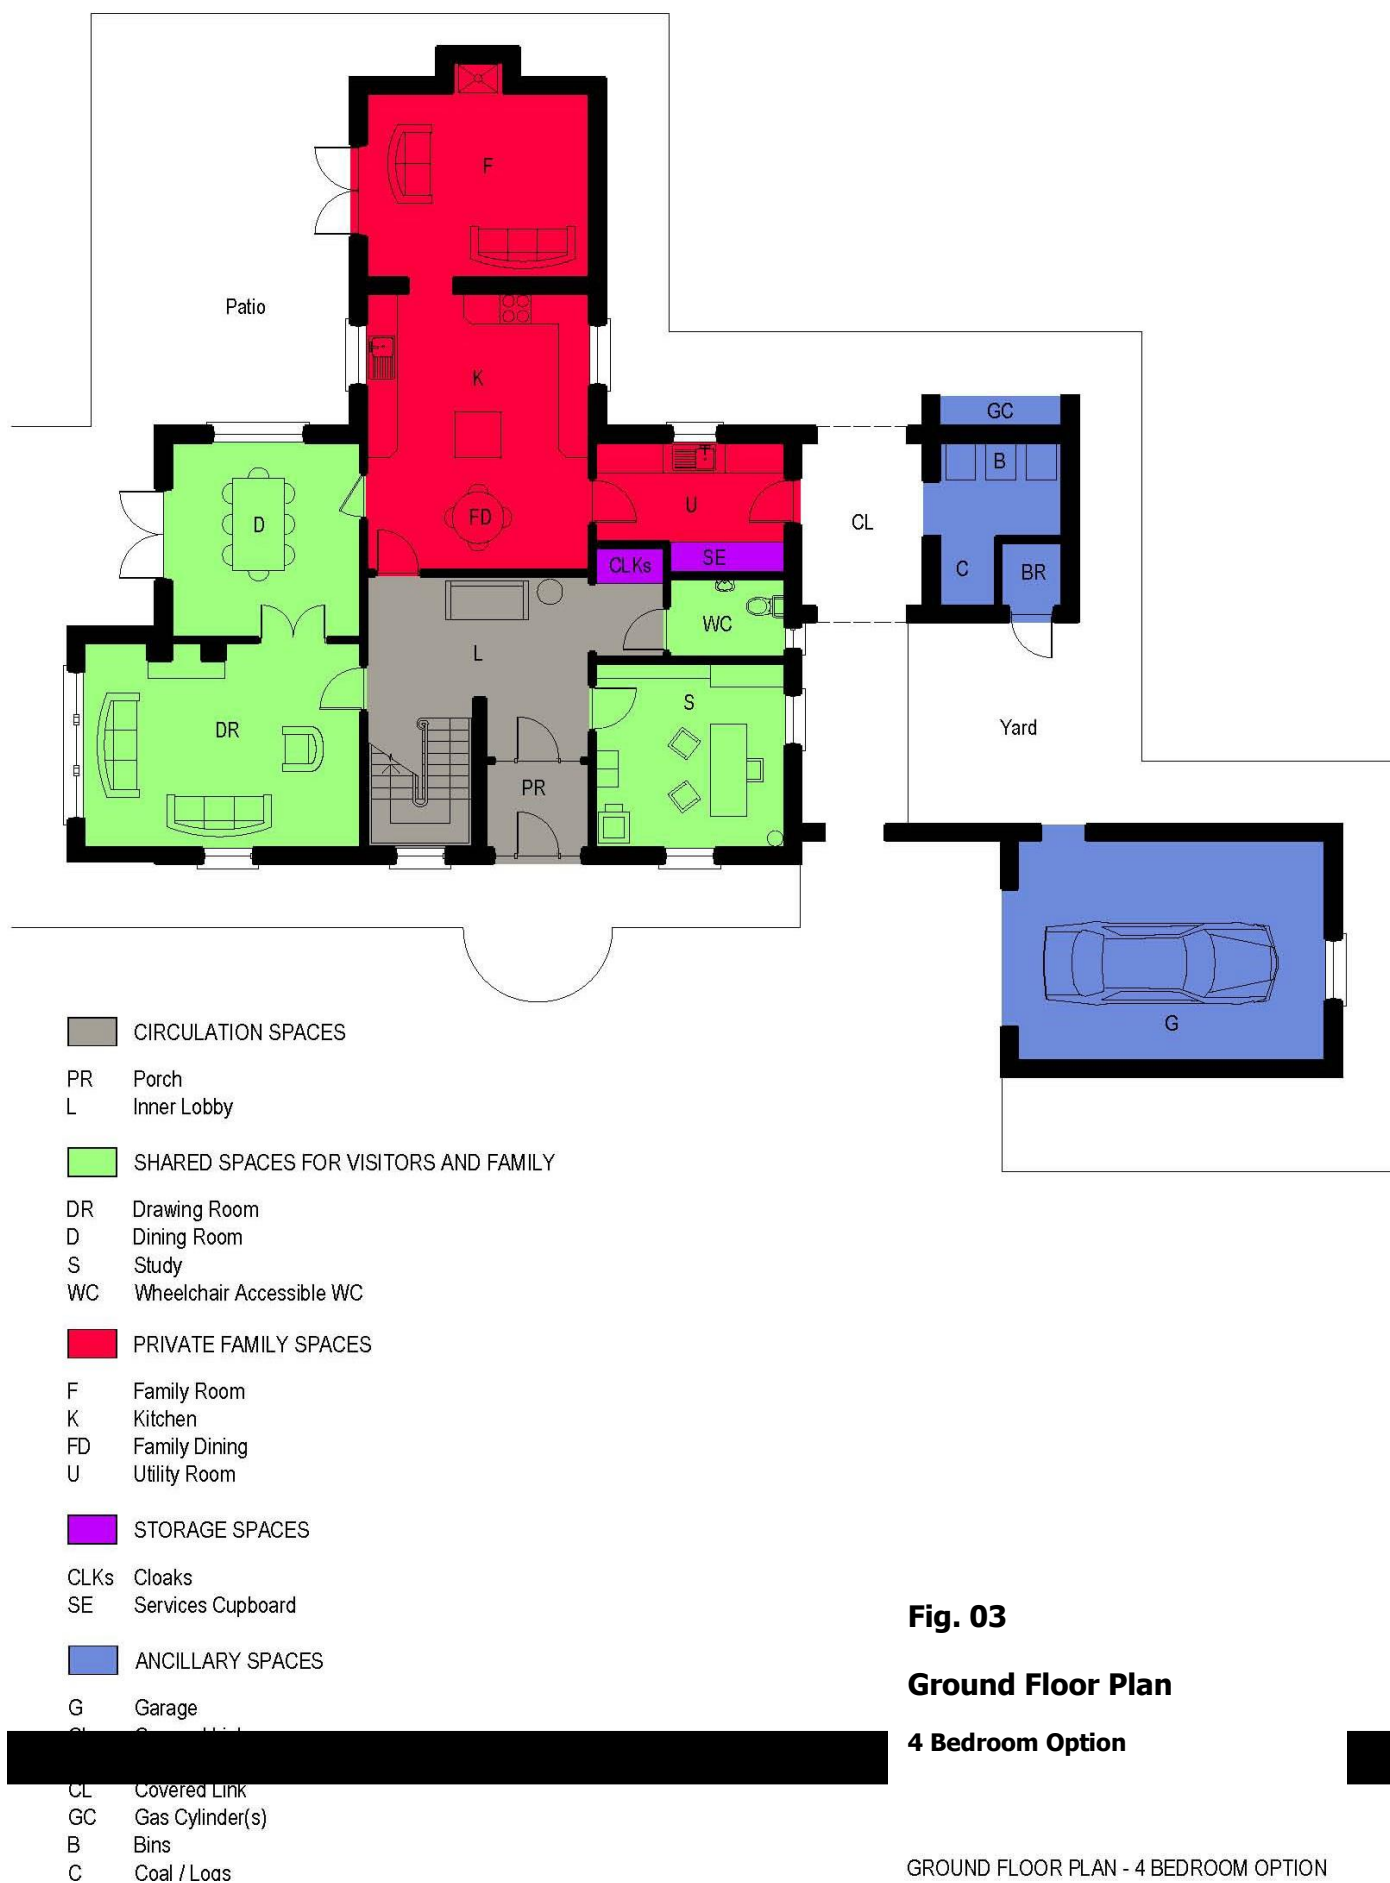 F
Patio
K
GC
B
D
FD
U
CL
CLKs
SE
C
BR
WC
L
S
DR
Yard
PR
G
CIRCULATION SPACES
PR Porch
L Inner Lobby
SHARED SPACES FOR VISITORS AND FAMILY
DR Drawing Room
D Dining Room
S Study
WC Wheelchair Accessible WC
PRIVATE FAMILY SPACES
F Family Room
K Kitchen
FD Family Dining
U Utility Room
STORAGE SPACES
CLKs Cloaks
SE Services Cupboard
ANCILLARY SPACES
G Garage
CL Covered Link
GC Gas Cylinder(s)
B Bins
C Coal / Logs
Fig. 03
Ground Floor Plan
4 Bedroom Option
GROUND FLOOR PLAN - 4 BEDROOM OPTION